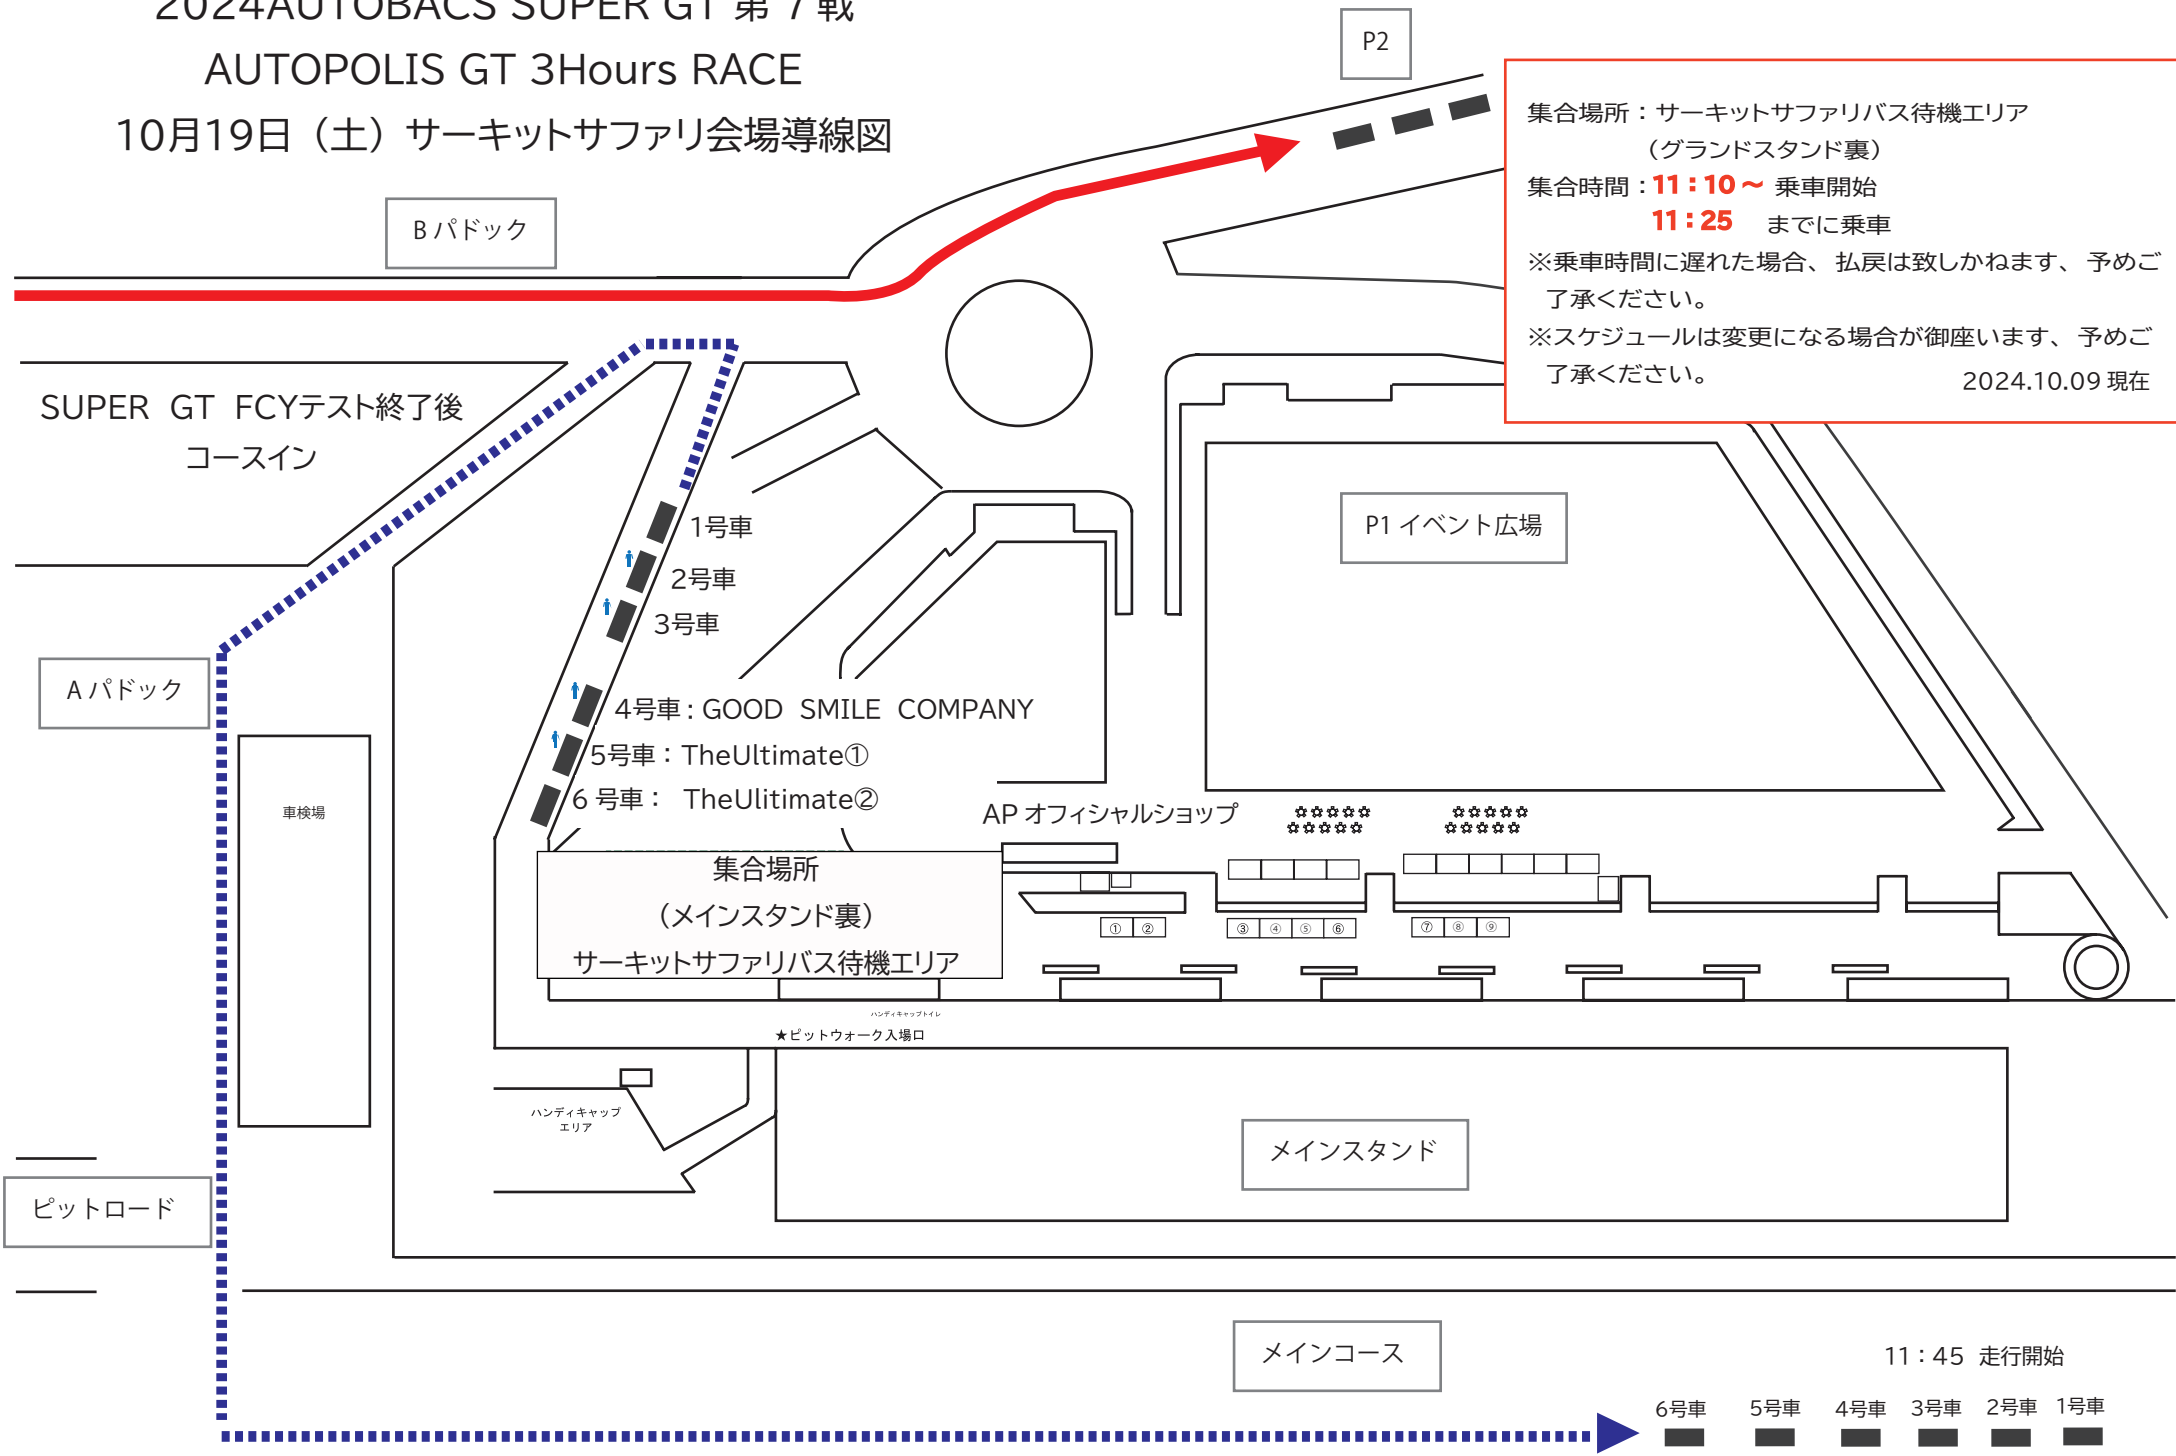 2024AUTOBACS SUPER GT 第７戦
AUTOPOLIS GT 3Hours RACE
10月19日（土）サーキットサファリ会場導線図
P2
集合場所：サーキットサファリバス待機エリア
（グランドスタンド裏）
集合時間：11：10～ 乗車開始
11：25 までに乗車
※乗車時間に遅れた場合、払戻は致しかねます、予めご
了承ください。
※スケジュールは変更になる場合が御座います、予めご
了承ください。
2024.10.09 現在
B パドック
SUPER GT FCYテスト終了後
コースイン
1号車
2号車
3号車
P1 イベント広場
A パドック
4号車：GOOD SMILE COMPANY
5号車：TheUltimate①
6 号車： TheUlitimate②
車検場
AP オフィシャルショップ
集合場所
（メインスタンド裏）
サーキットサファリバス待機エリア
① ② ③ ④ ⑤ ⑥ ⑦ ⑧ ⑨
ハンディキャップトイレ
★ピットウォーク入場口
ハンディキャップ
エリア
メインスタンド
ピットロード
メインコース
11：45 走行開始
6号車 5号車 4号車 3号車 2号車 1号車